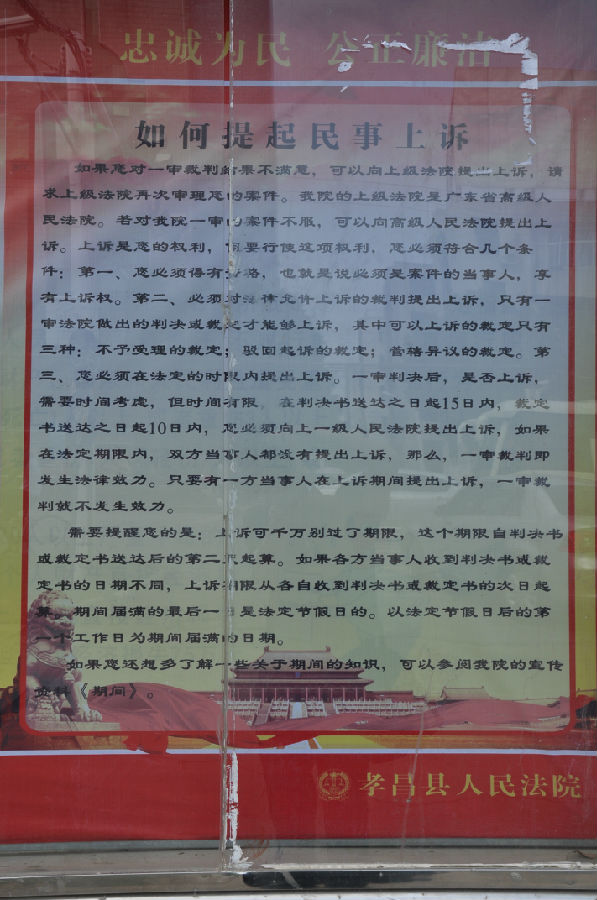 忠诚为民 公正廉洁
如何提起民事上诉
如果您对一审裁判结果不满意，可以向上级法院提出上诉，请
求上级法院再次审理您的案件。我院的上级法院是广东省高级人
民法院。若对我院一审的案件不服，可以向高级人民法院提出上
诉。上诉是您的权利，但要行使这项权利，您必须符合几个条
件：第一、您必须得有资格，也就是说必须是案件的当事人，享
有上诉权。第二、必须对法律允许上诉的裁判提出上诉，只有一
审法院做出的判决或裁定才能够上诉，其中可以上诉的裁定只有
三种：不予受理的裁定；驳回起诉的裁定；管辖异议的裁定。第
三、您必须在法定的时限内提出上诉。一审判决后，是否上诉，
需要时间考虑，但时间有限，在判决书送达之日起15日内，裁定
书送达之日起10日内，您必须向上一级人民法院提出上诉，如果
在法定期限内，双方当事人都没有提出上诉，那么，一审裁判即
发生法律效力。只要有一方当事人在上诉期间提出上诉，一审裁
判就不发生效力。
需要提醒您的是：上诉可千万别过了期限，这个期限自判决书
或裁定书送达后的第二天起算。如果各方当事人收到判决书或裁
定书的日期不同，上诉期限从各自收到判决书或裁定书的次日起
算。期间届满的最后一日是法定节假日的。以法定节假日后的第
一个工作日为期间届满的日期。
如果您还想多了解一些关于期间的知识，可以参阅我院的宣传
资料《期间》。
孝昌县人民法院